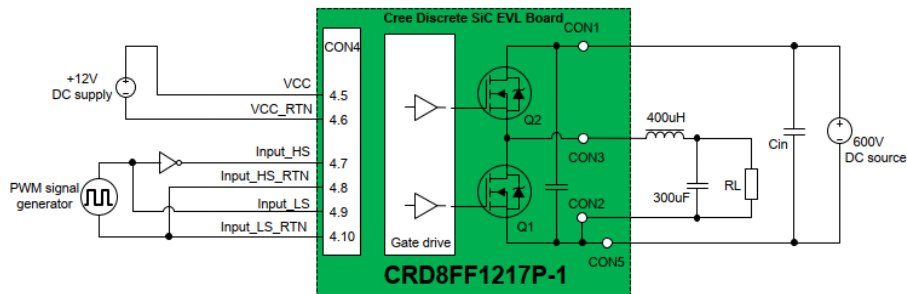 Cree Discrete SiC EVL Board
CON4
CON1
+12V
DC supply
VCC
4.5
VCC_RTN
4.6
Q2
400uH
Cin
600V
DC source
Input_HS
4.7
CON3
PWM signal
generator
Input_HS_RTN
4.8
Input_LS
4.9
300uF
RL
CON2
Input_LS_RTN
4.10
Q1
Gate drive
CON5
CRD8FF1217P-1